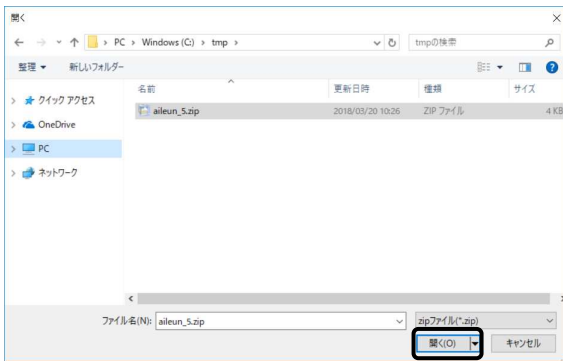 開く
PC › Windows (C:) › tmp ›
tmpの検索
整理
新しいフォルダー
名前
更新日時
種類
サイズ
クイック アクセス
aileun_5.zip
2018/03/20 10:26
ZIP ファイル
4 KB
OneDrive
PC
ネットワーク
ファイル名(N):
aileun_5.zip
zipファイル(*.zip)
開く(O)
キャンセル